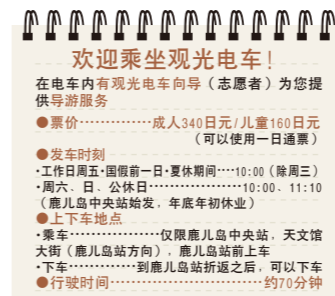 欢迎乘坐观光电车！
在电车内有观光电车向导（志愿者）为您提
供导游服务
●票价…………成人340日元/儿童160日元
（可以使用一日通票）
●发车时刻
・工作日周五・国假前一日・夏休期间…10:00（除周三）
・周六、日、公休日………………10:00、11:10
（鹿儿岛中央站始发，年底年初休业）
●上下车地点
・乘车………………仅限鹿儿岛中央站，天文馆
大街（鹿儿岛站方向），鹿儿岛站前上车
・下车…………到鹿儿岛站折返之后，可以下车
●行驶时间…………………………约70分钟